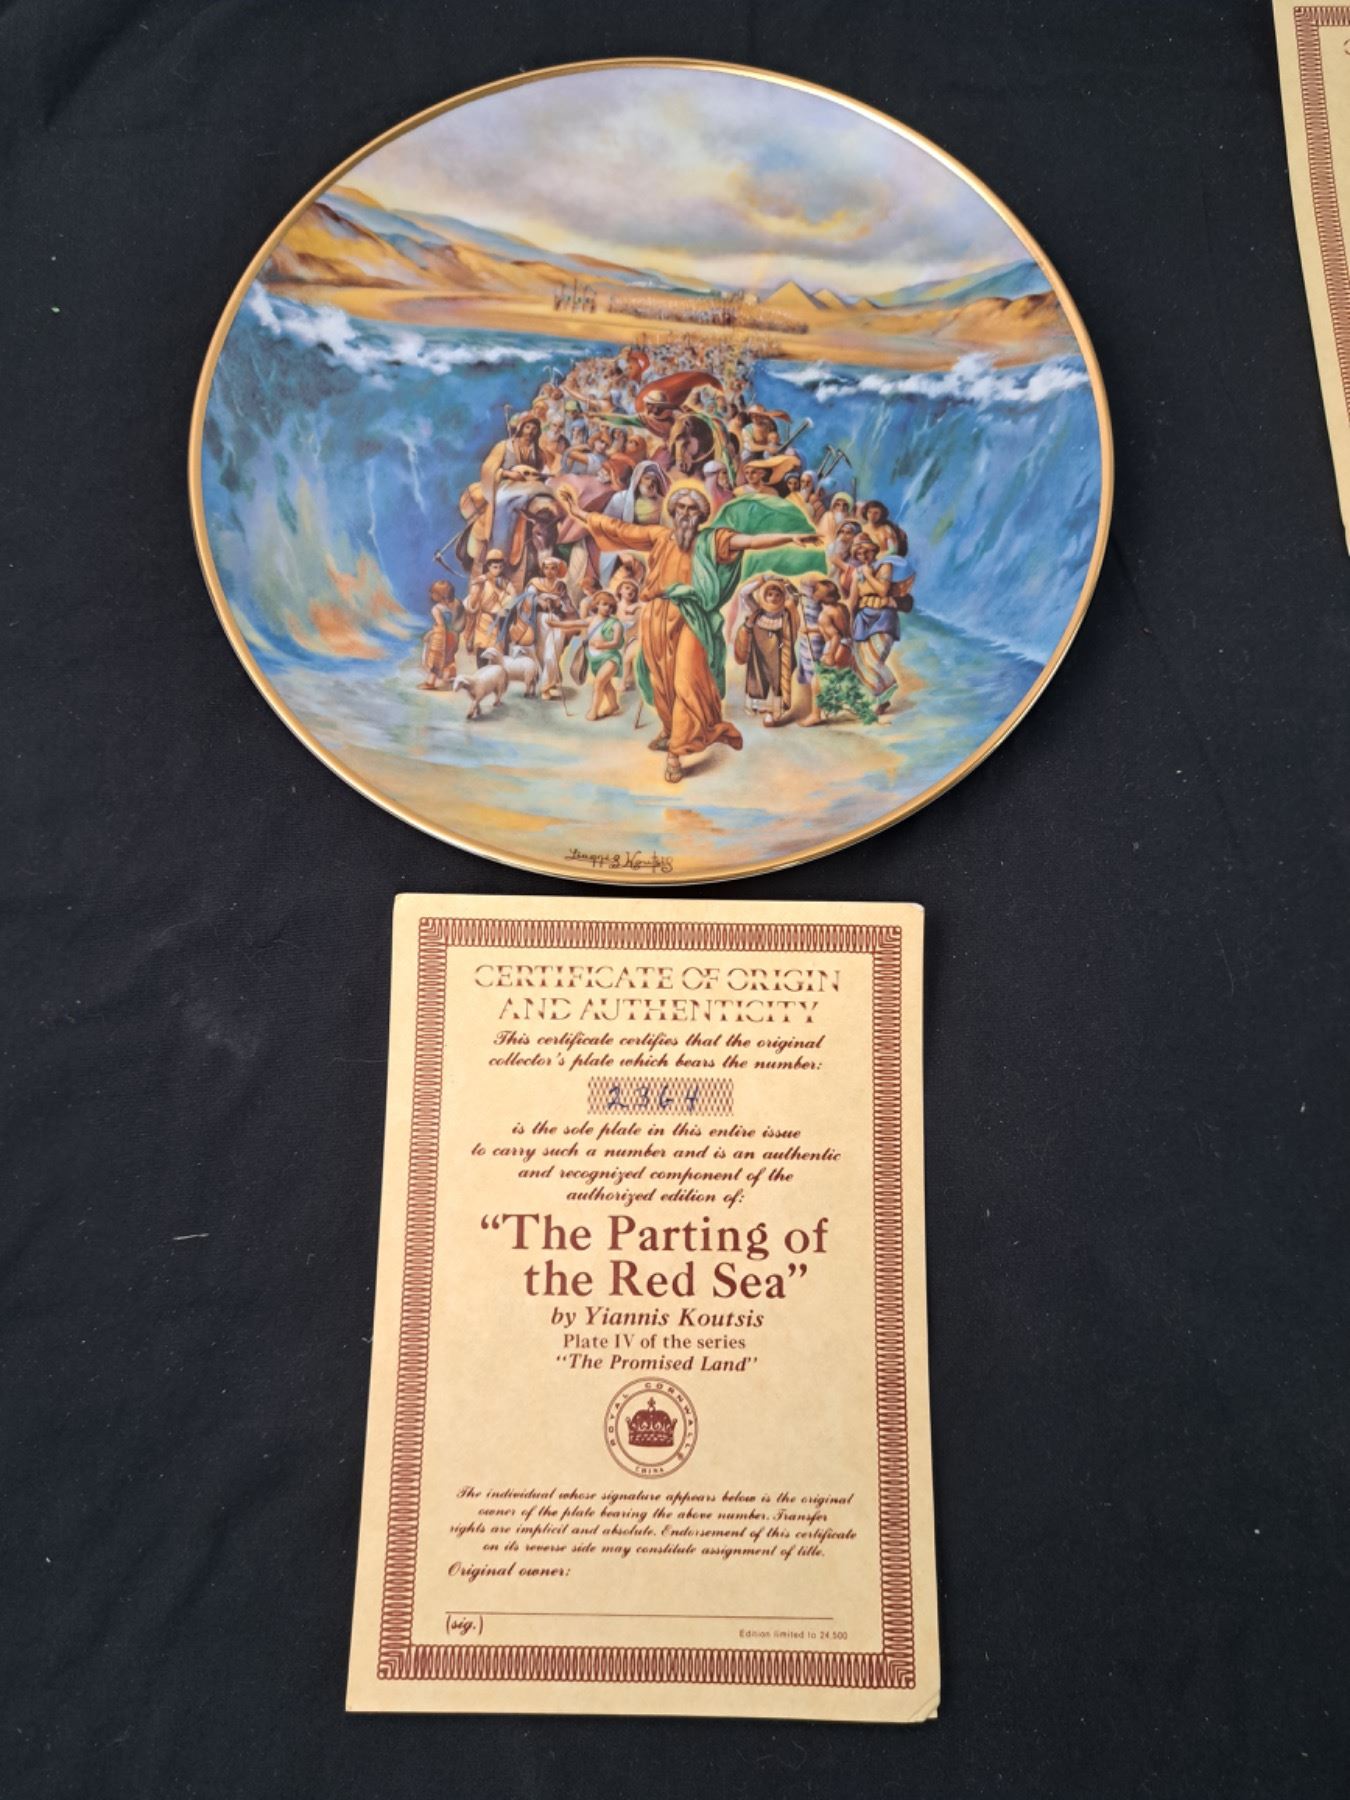 Yiannis Koutsis
CERTIFICATE OF ORIGIN
AND AUTHENTICITY
This certificate certifies that the original
collector's plate which bears the number:
2364
is the sole plate in this entire issue
to carry such a number and is an authentic
and recognized component of the
authorized edition of:
“The Parting of
the Red Sea”
by Yiannis Koutsis
Plate IV of the series
“The Promised Land”
ROYAL CORNWALL
CHINA
The individual whose signature appears below is the original
owner of the plate bearing the above number. Transfer
rights are implicit and absolute. Endorsement of this certificate
on its reverse side may constitute assignment of title.
Original owner:
(sig.)
Edition limited to 24,500